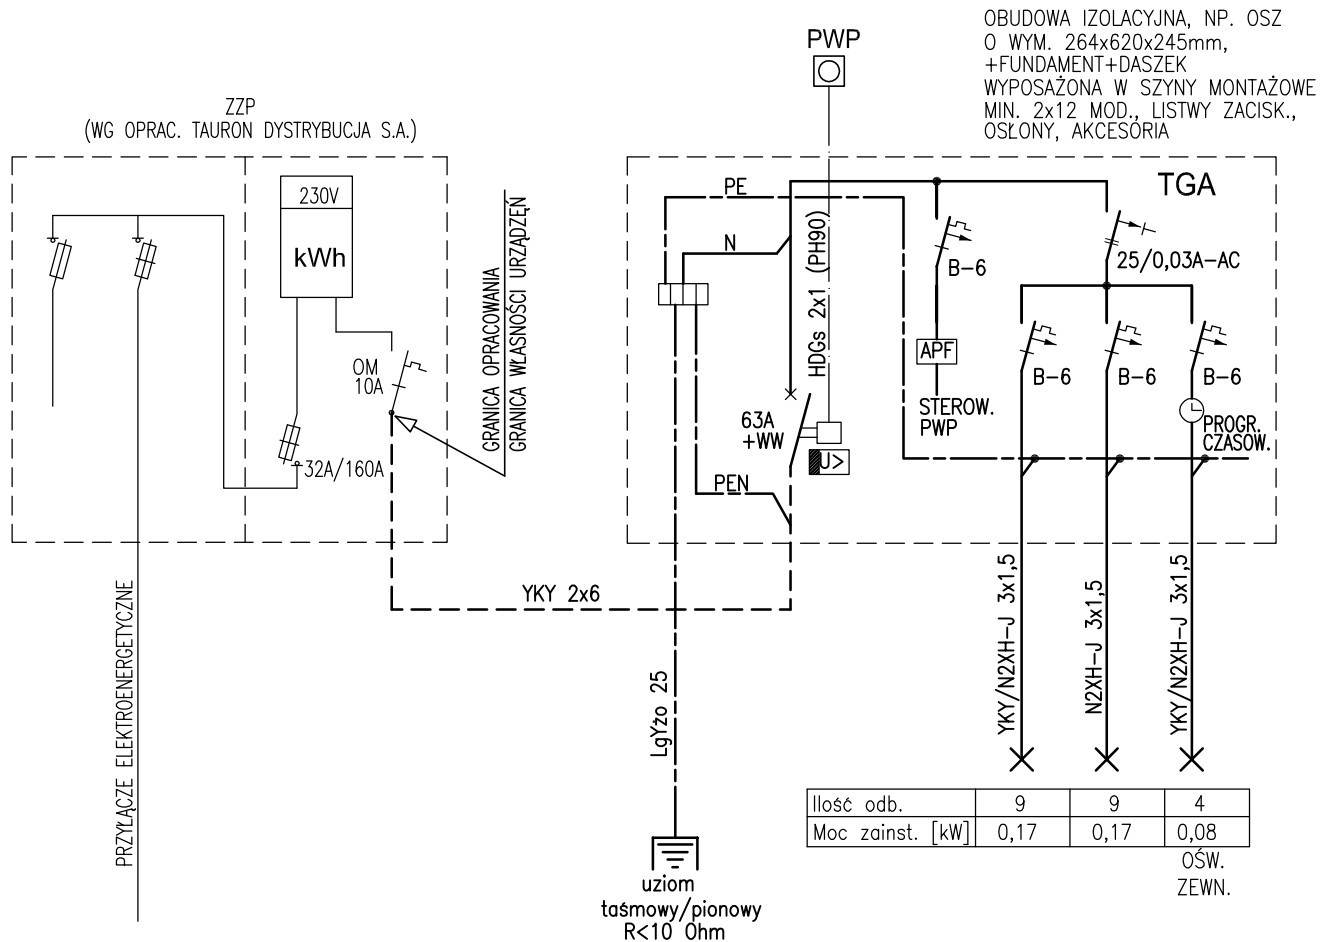 OBUDOWA IZOLACYJNA, NP. OSZ
O WYM. 264x620x245mm,
+FUNDAMENT+DASZEK
WYPOSAŻONA W SZYNY MONTAŻOWE
MIN. 2x12 MOD., LISTWY ZACISK.,
OSŁONY, AKCESORIA
PWP
ZZP
(WG OPRAC. TAURON DYSTRYBUCJA S.A.)
230V
kWh
OM
10A
32A/160A
GRANICA OPRACOWANIA
GRANICA WŁASNOŚCI URZĄDZEŃ
PRZYŁĄCZE ELEKTROENERGETYCZNE
TGA
PE
N
HDGs 2x1 (PH90)
B-6
25/0,03A-AC
APF
STEROW.
PWP
63A
+WW
U>
PEN
B-6
B-6
B-6
PROGR.
CZASOW.
YKY 2x6
LgYżo 25
YKY/N2XH-J 3x1,5
N2XH-J 3x1,5
YKY/N2XH-J 3x1,5
Ilość odb. 9 9 4
Moc zainst. [kW] 0,17 0,17 0,08
OŚW.
ZEWN.
uziom
taśmowy/pionowy
R<10 Ohm